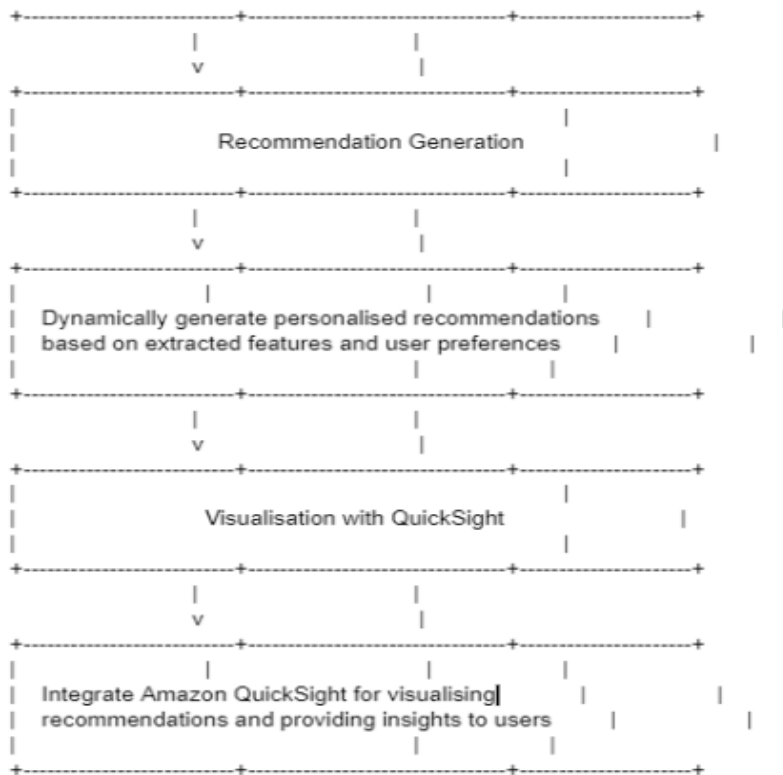 Recommendation Generation
v
Dynamically generate personalised recommendations
based on extracted features and user preferences
v
Visualisation with QuickSight
v
Integrate Amazon QuickSight for visualising
recommendations and providing insights to users